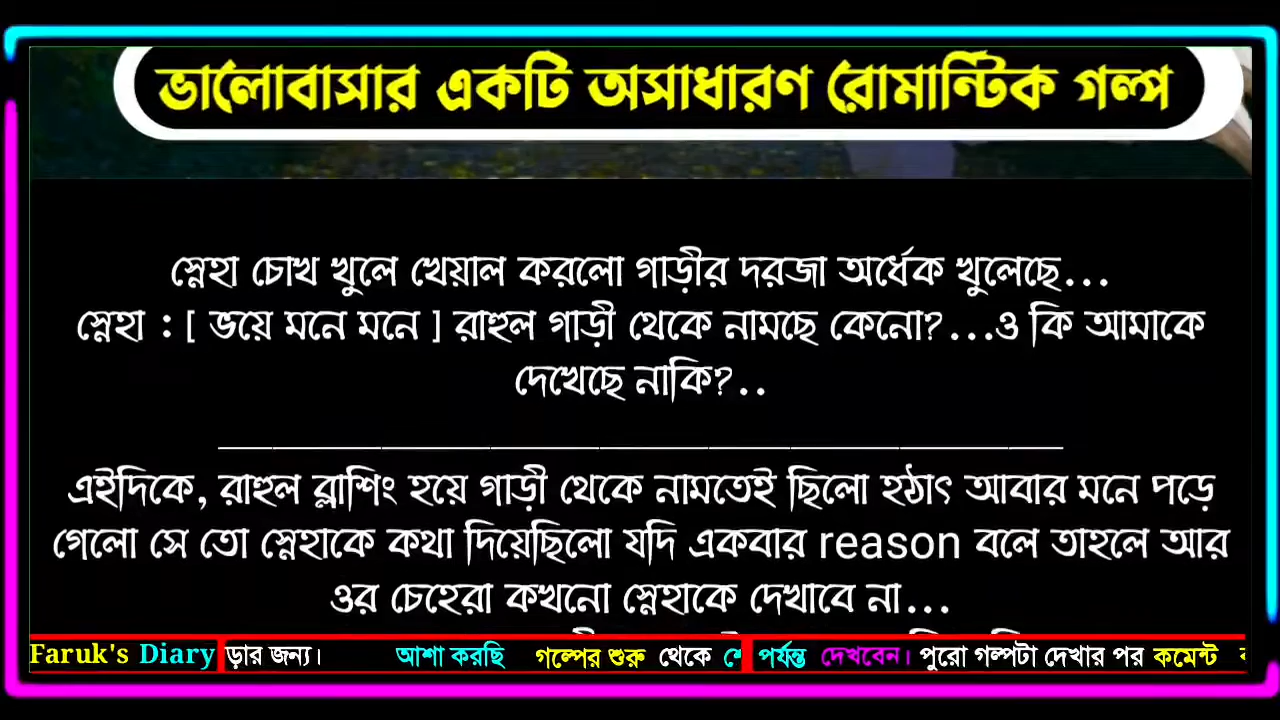 ভালোবাসার একটি অসাধারণ রোমান্টিক গল্প
স্নেহা চোখ খুলে খেয়াল করলো গাড়ীর দরজা অর্ধেক খুলেছে...
স্নেহা : [ ভয়ে মনে মনে ] রাহুল গাড়ী থেকে নামছে কেনো?...ও কি আমাকে
দেখেছে নাকি?..
এইদিকে, রাহুল ব্লাশিং হয়ে গাড়ী থেকে নামতেই ছিলো হঠাৎ আবার মনে পড়ে
গেলো সে তো স্নেহাকে কথা দিয়েছিলো যদি একবার reason বলে তাহলে আর
ওর চেহেরা কখনো স্নেহাকে দেখাবে না...
Faruk's Diary ড়ার জন্য। আশা করছি গল্পের শুরু থেকে পর্যন্ত দেখবেন। পুরো গল্পটা দেখার পর কমেন্ট